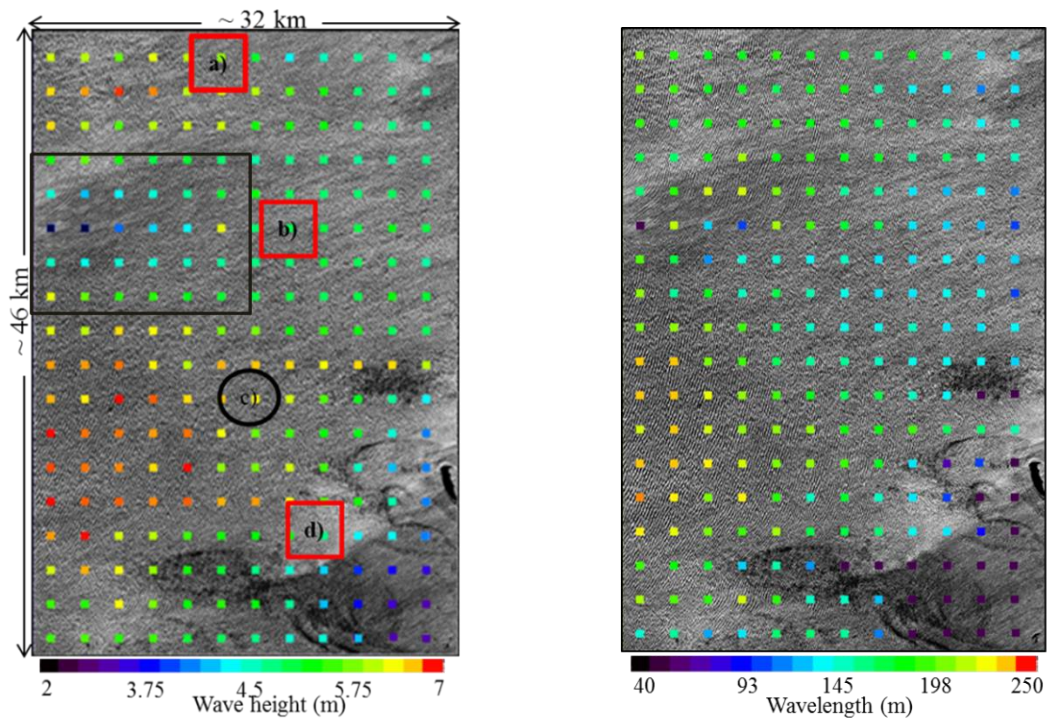 ~ 32 km
a)
b)
~ 46 km
c)
d)
2 3.75 4.5 5.75 7
Wave height (m)
40 93 145 198 250
Wavelength (m)